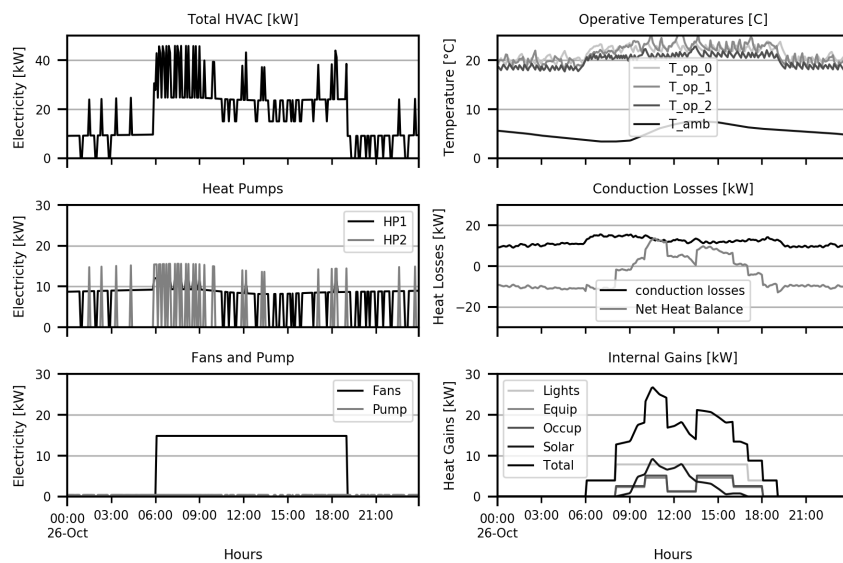 Total HVAC [kW]
Electricity [kW]
40
20
0
Operative Temperatures [C]
Temperature [°C]
20
10
0
T_op_0
T_op_1
T_op_2
T_amb
Heat Pumps
Electricity [kW]
30
20
10
0
HP1
HP2
Conduction Losses [kW]
Heat Losses [kW]
20
0
−20
conduction losses
Net Heat Balance
Fans and Pump
Electricity [kW]
30
20
10
0
Fans
Pump
00:00 03:00 06:00 09:00 12:00 15:00 18:00 21:00
26-Oct
Hours
Internal Gains [kW]
Heat Gains [kW]
30
20
10
0
Lights
Equip
Occup
Solar
Total
00:00 03:00 06:00 09:00 12:00 15:00 18:00 21:00
26-Oct
Hours